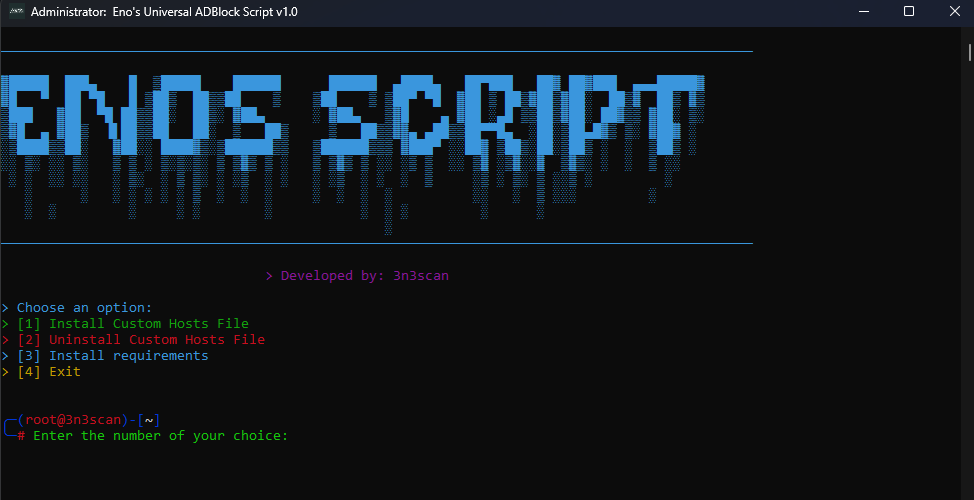 Administrator: Eno's Universal ADBlock Script v1.0
ENO'S SCRIPT
> Developed by: 3n3scan
> Choose an option:
> [1] Install Custom Hosts File
> [2] Uninstall Custom Hosts File
> [3] Install requirements
> [4] Exit
(root@3n3scan)-[~]
# Enter the number of your choice: